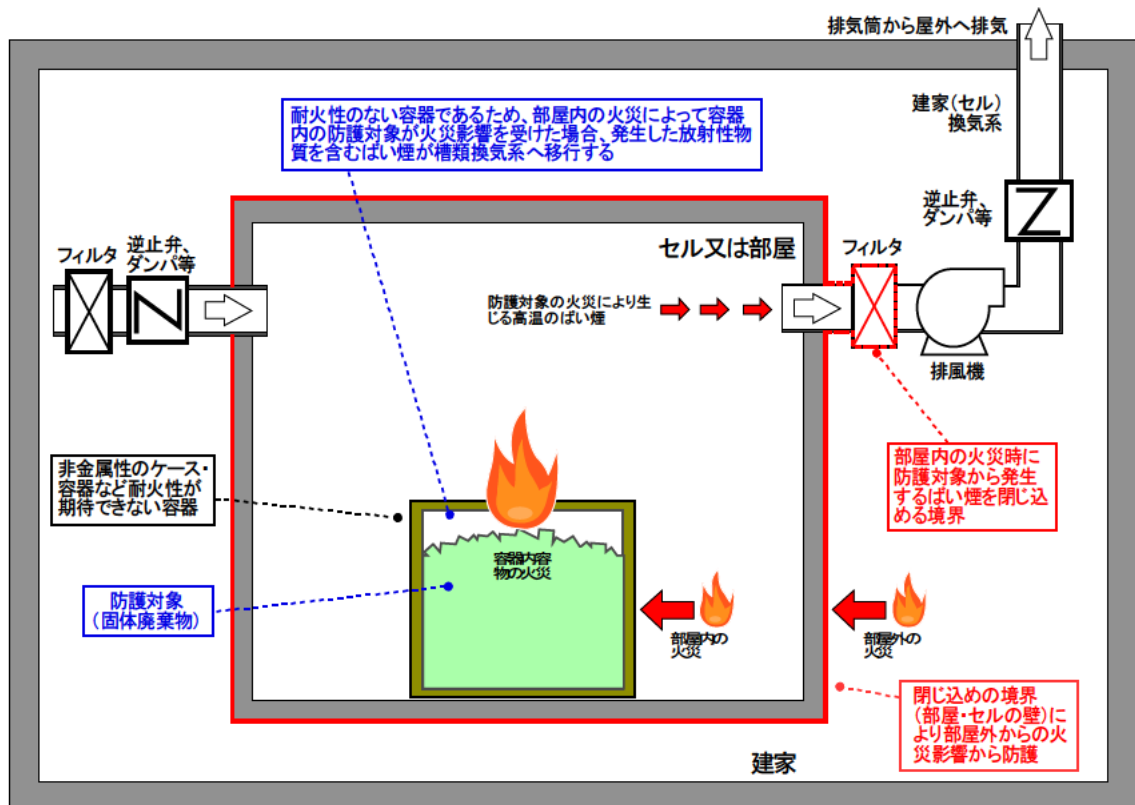 排気筒から屋外へ排気
建家(セル)
換気系
逆止弁、
ダンパ等
耐火性のない容器であるため、部屋内の火災によって容器
内の防護対象が火災影響を受けた場合、発生した放射性物
質を含むばい煙が槽類換気系へ移行する
フィルタ
逆止弁、
ダンパ等
セル又は部屋
フィルタ
防護対象の火災により生
じる高温のばい煙
排風機
非金属性のケース・
容器など耐火性が
期待できない容器
部屋内の火災時に
防護対象から発生
するばい煙を閉じ込
める境界
容器内容
物の火災
防護対象
(固体廃棄物)
部屋内の
火災
部屋外の
火災
閉じ込めの境界
(部屋・セルの壁)に
より部屋外からの火
災影響から防護
建家